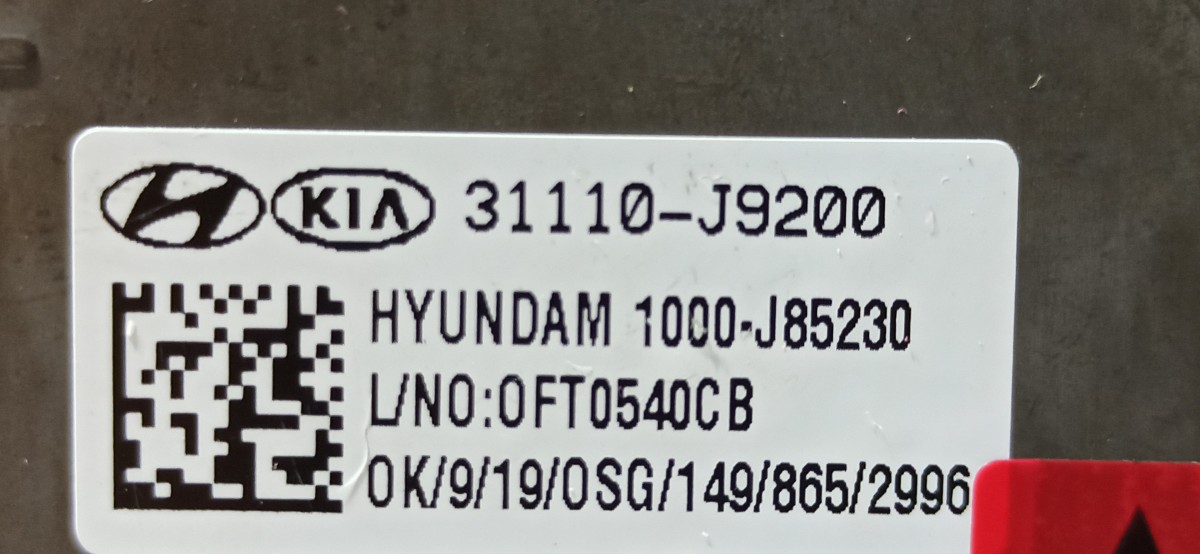 KIA 31110-J9200
HYUNDAM 1000-J85230
L/NO:0FT0540CB
0K/9/19/0SG/149/865/2996